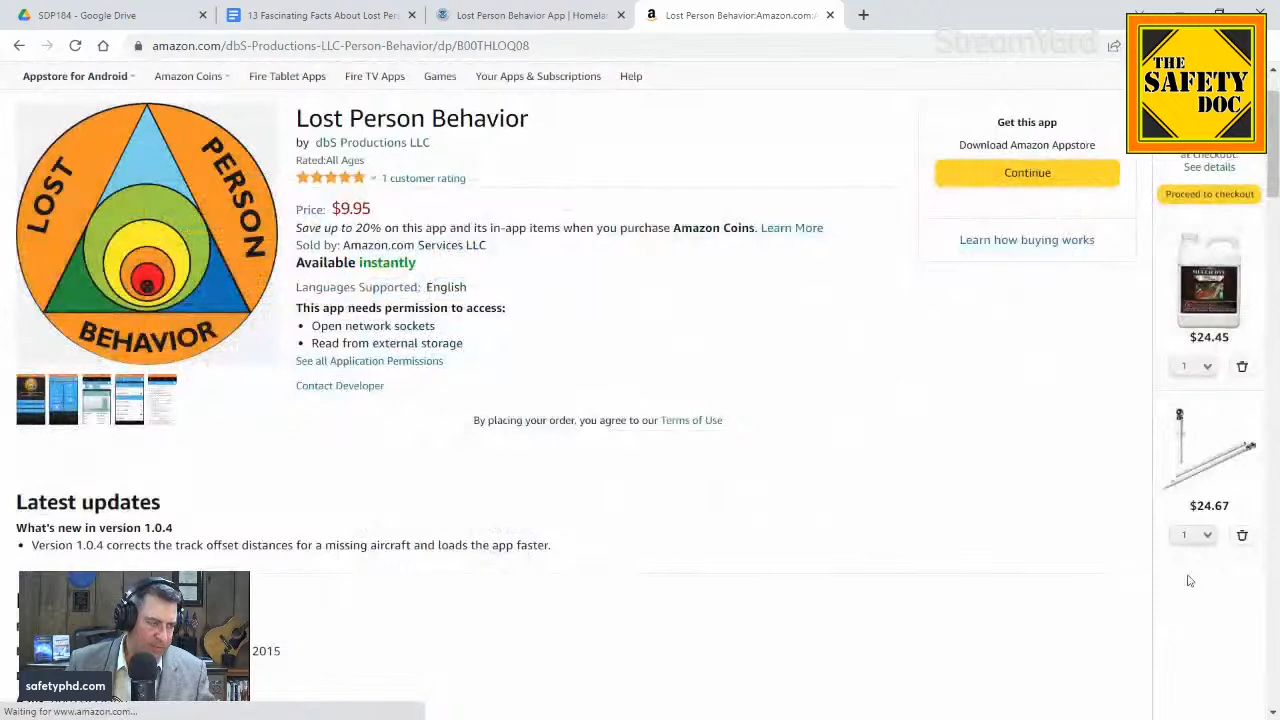 SDP184 - Google Drive
13 Fascinating Facts About Lost P
Lost Person Behavior App | Homela
Lost Person Behavior:Amazon.com:
amazon.com/dbS-Productions-LLC-Person-Behavior/dp/B00THLOQ08
StreamYard
THE
SAFETY
DOC
Appstore for Android
Amazon Coins
Fire Tablet Apps
Fire TV Apps
Games
Your Apps & Subscriptions
Help
LOST PERSON
BEHAVIOR
Lost Person Behavior
by dbS Productions LLC
Rated:All Ages
1 customer rating
Price: $9.95
Save up to 20% on this app and its in-app items when you purchase Amazon Coins. Learn More
Sold by: Amazon.com Services LLC
Available instantly
Languages Supported: English
This app needs permission to access:
• Open network sockets
• Read from external storage
See all Application Permissions
Contact Developer
By placing your order, you agree to our Terms of Use
Get this app
Download Amazon Appstore
Continue
Learn how buying works
at checkout.
See details
Proceed to checkout
$24.45
1
$24.67
1
Latest updates
What's new in version 1.0.4
• Version 1.0.4 corrects the track offset distances for a missing aircraft and loads the app faster.
2015
safetyphd.com
Waiting for www.amazon.com...